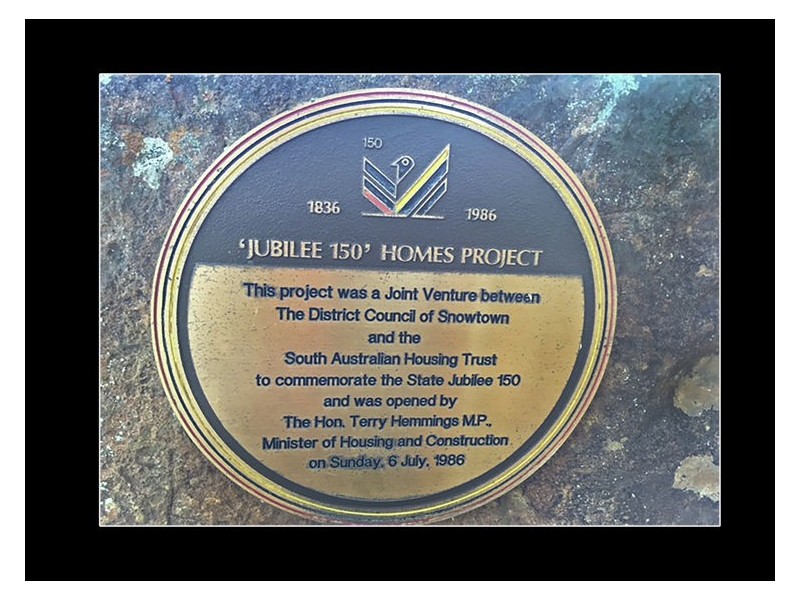 150
1836 1986
'JUBILEE 150' HOMES PROJECT
This project was a Joint Venture between
The District Council of Snowtown
and the
South Australian Housing Trust
to commemorate the State Jubilee 150
and was opened by
The Hon. Terry Hemmings M.P.,
Minister of Housing and Construction
on Sunday, 6 July, 1986